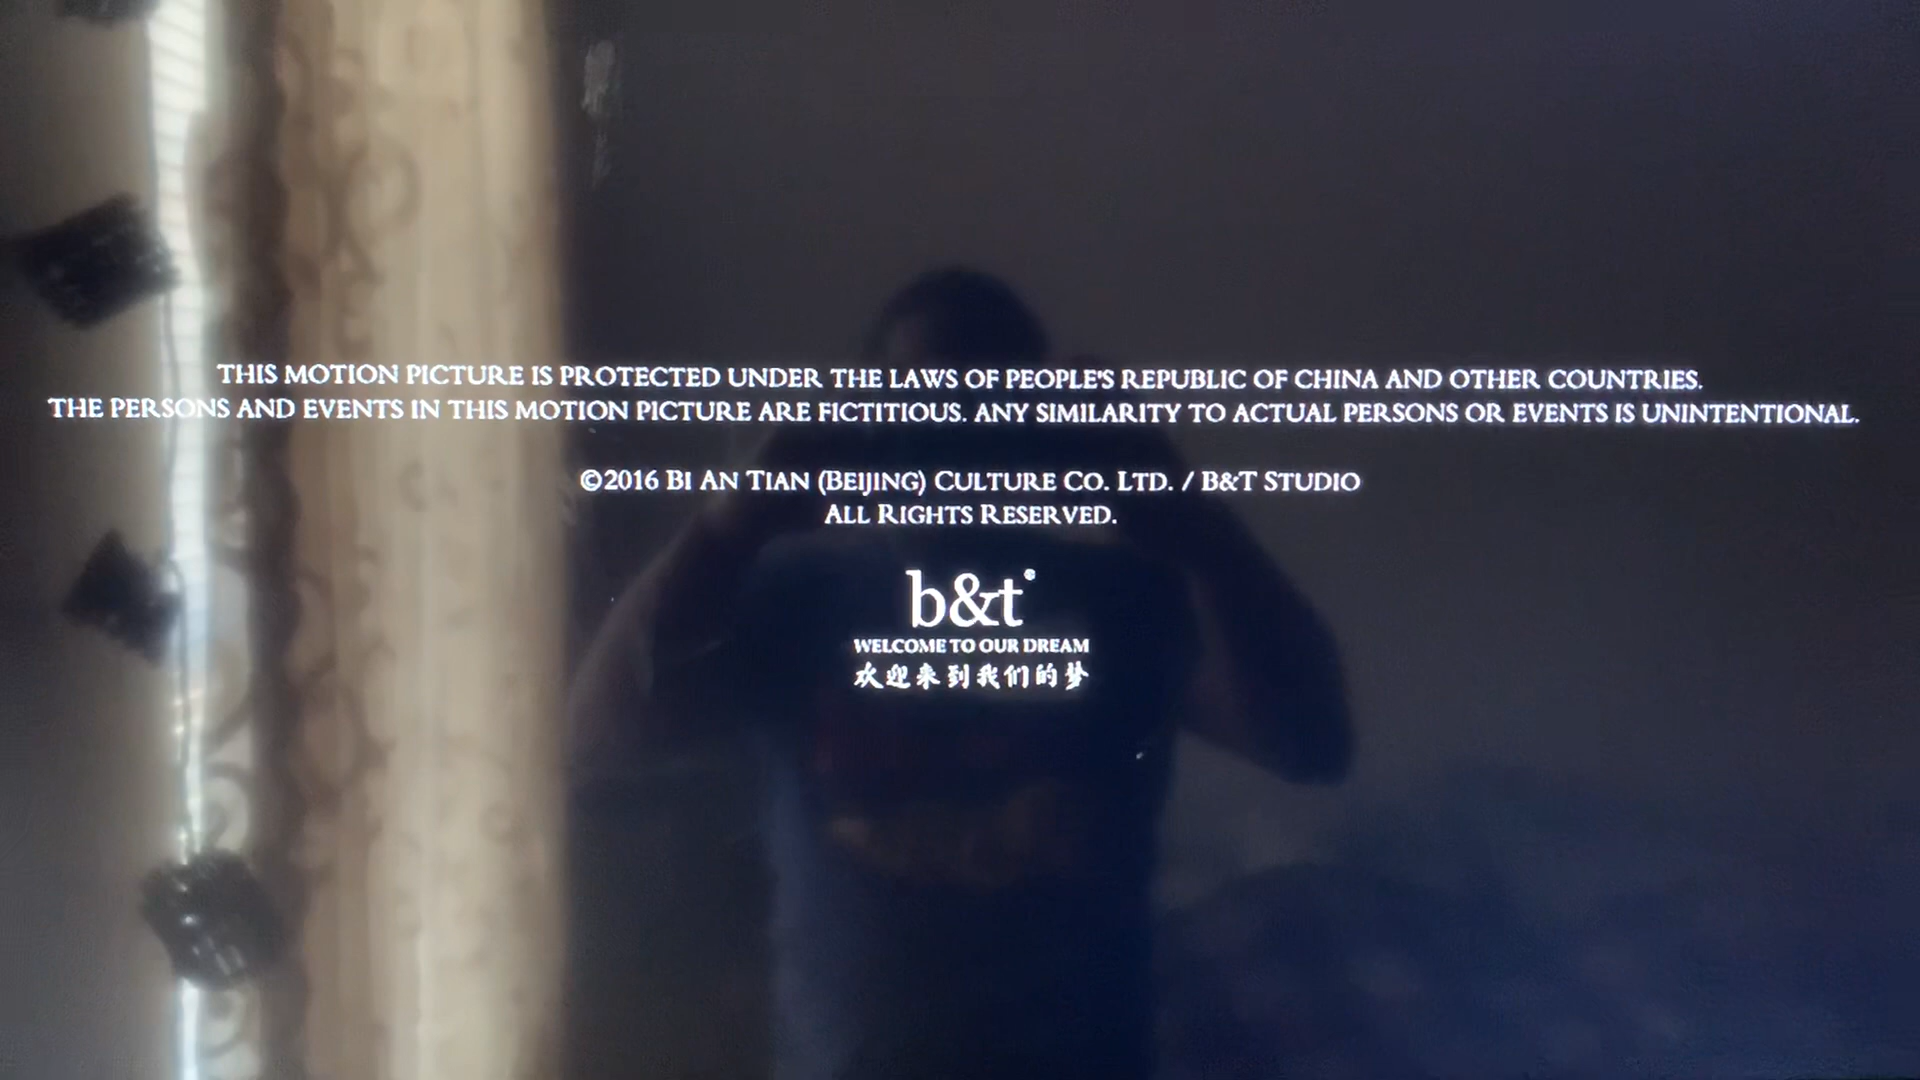 THIS MOTION PICTURE IS PROTECTED UNDER THE LAWS OF PEOPLE'S REPUBLIC OF CHINA AND OTHER COUNTRIES.
THE PERSONS AND EVENTS IN THIS MOTION PICTURE ARE FICTITIOUS. ANY SIMILARITY TO ACTUAL PERSONS OR EVENTS IS UNINTENTIONAL.
©2016 BI AN TIAN (BEIJING) CULTURE CO. LTD. / B&T STUDIO
ALL RIGHTS RESERVED.
b&t®
WELCOME TO OUR DREAM
欢迎来到我们的梦